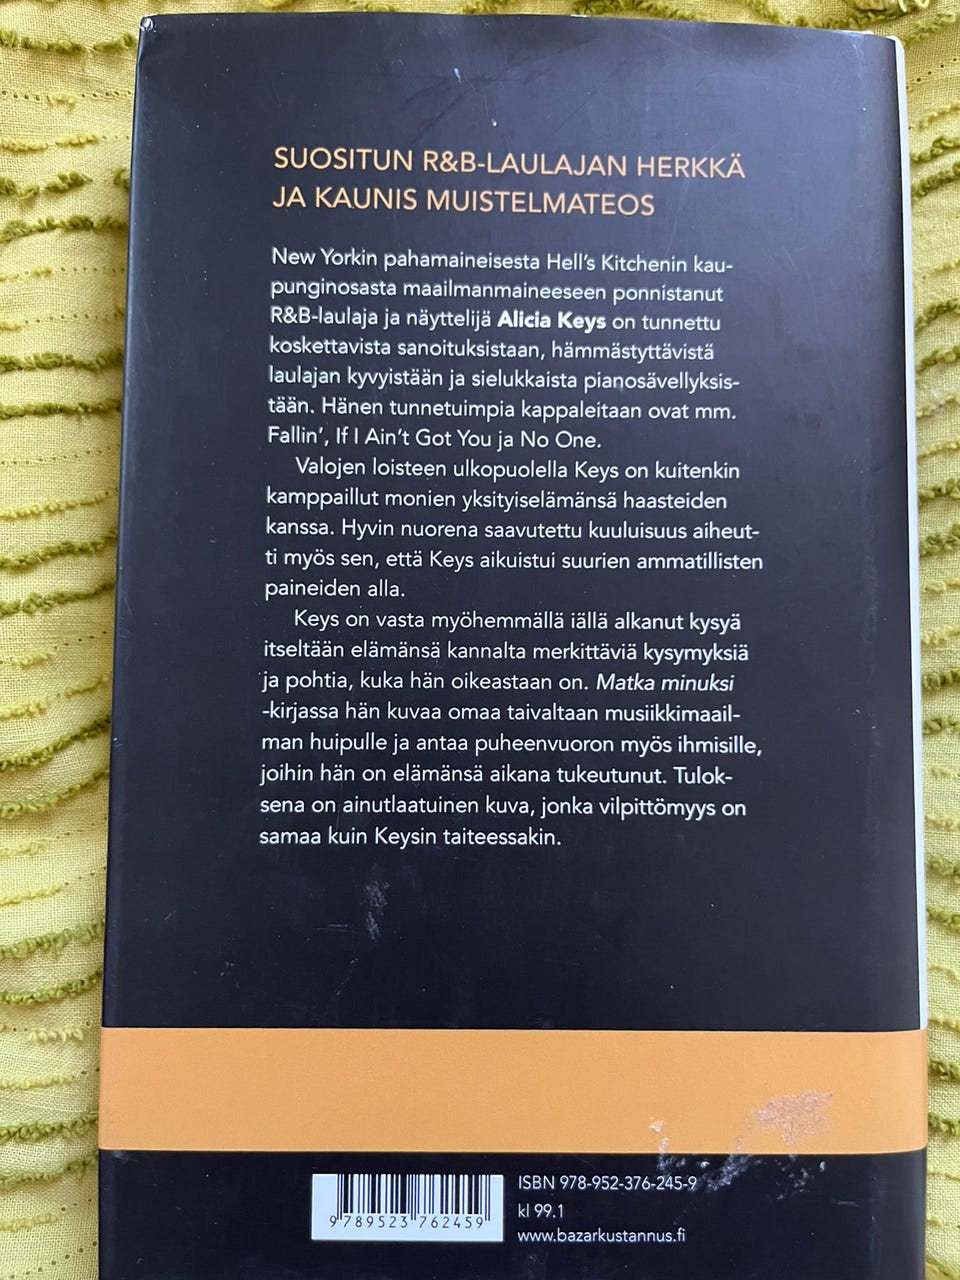 SUOSITUN R&B-LAULAJAN HERKKÄ
JA KAUNIS MUISTELMATEOS
New Yorkin pahamaineisesta Hell's Kitchenin kau-
punginosasta maailmanmaineeseen ponnistanut
R&B-laulaja ja näyttelijä Alicia Keys on tunnettu
koskettavista sanoituksistaan, hämmästyttävistä
laulajan kyvyistään ja sielukkaista pianosävellyksis-
tään. Hänen tunnetuimpia kappaleitaan ovat mm.
Fallin', If I Ain't Got You ja No One.
Valojen loisteen ulkopuolella Keys on kuitenkin
kamppaillut monien yksityiselämänsä haasteiden
kanssa. Hyvin nuorena saavutettu kuuluisuus aiheut-
ti myös sen, että Keys aikuistui suurien ammatillisten
paineiden alla.
Keys on vasta myöhemmällä iällä alkanut kysyä
itseltään elämänsä kannalta merkittäviä kysymyksiä
ja pohtia, kuka hän oikeastaan on. Matka minuksi
-kirjassa hän kuvaa omaa taivaltaan musiikkimaail-
man huipulle ja antaa puheenvuoron myös ihmisille,
joihin hän on elämänsä aikana tukeutunut. Tulok-
sena on ainutlaatuinen kuva, jonka vilpittömyys on
samaa kuin Keysin taiteessakin.
ISBN 978-952-376-245-9
kl 99.1
www.bazarkustannus.fi
9 789523 762459